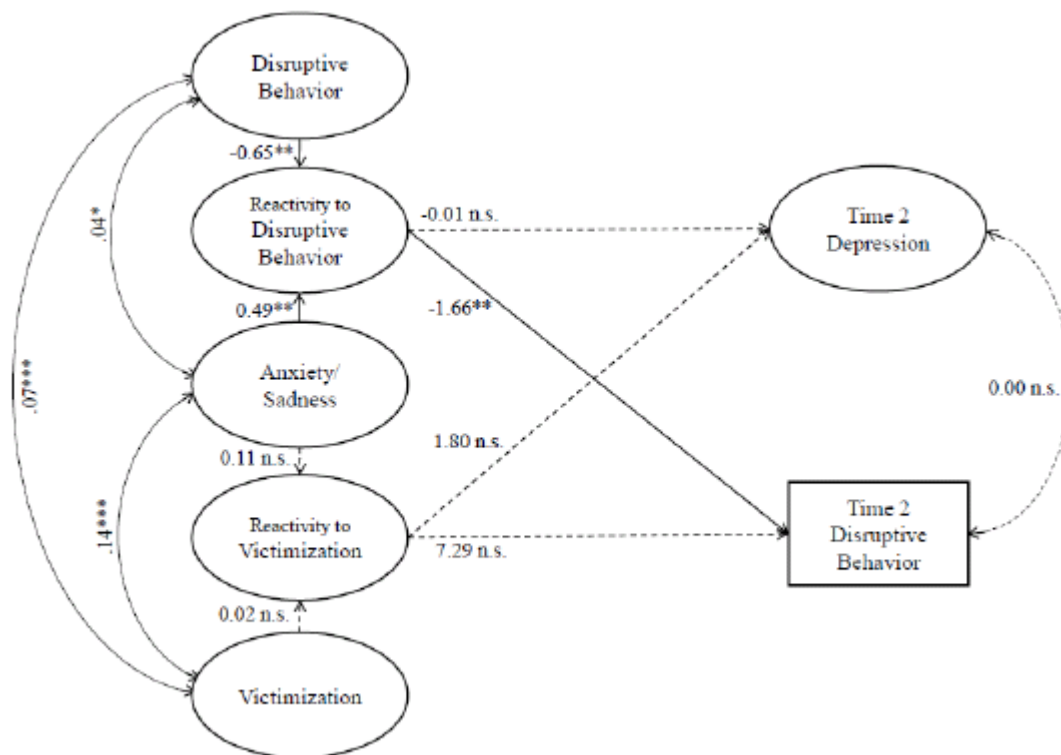 Disruptive
Behavior
-0.65**
Reactivity to
Disruptive
Behavior
0.49**
Anxiety/
Sadness
0.11 n.s.
Reactivity to
Victimization
0.02 n.s.
Victimization
.04*
.07***
.14***
-0.01 n.s.
-1.66**
1.80 n.s.
7.29 n.s.
Time 2
Depression
0.00 n.s.
Time 2
Disruptive
Behavior